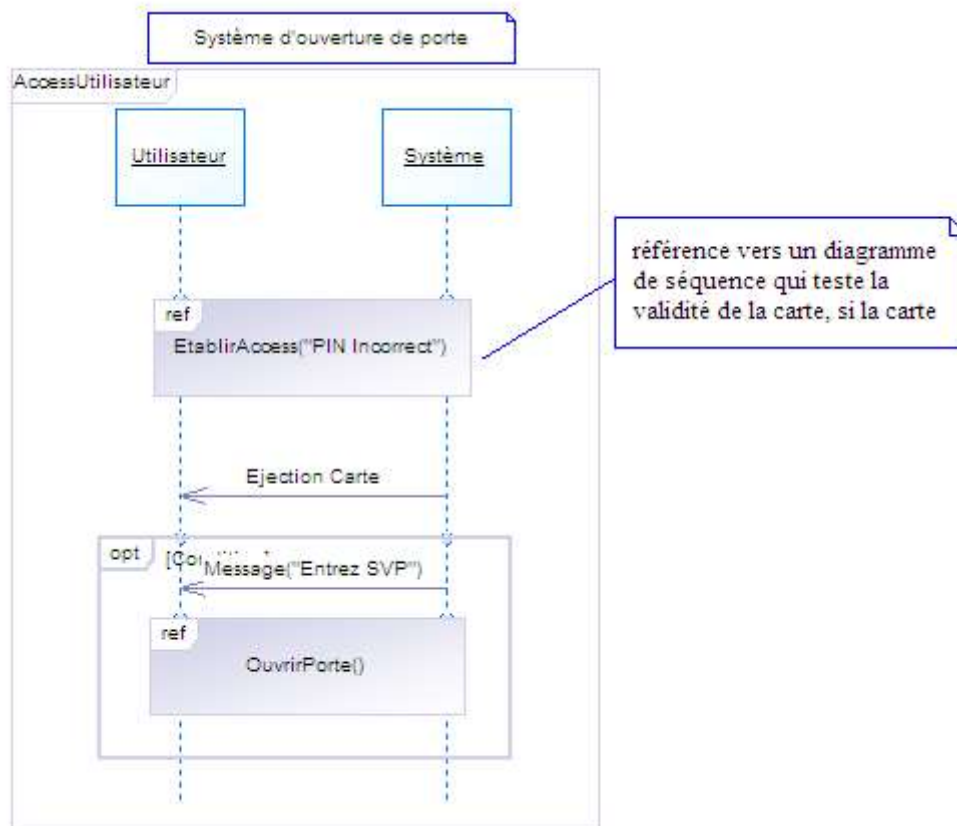 Système d'ouverture de porte
AccessUtilisateur
Utilisateur
Système
référence vers un diagramme
de séquence qui teste la
validité de la carte, si la carte
ref
EtablirAccess("PIN Incorrect")
Ejection Carte
opt
Message("Entrez SVP")
ref
OuvrirPorte()